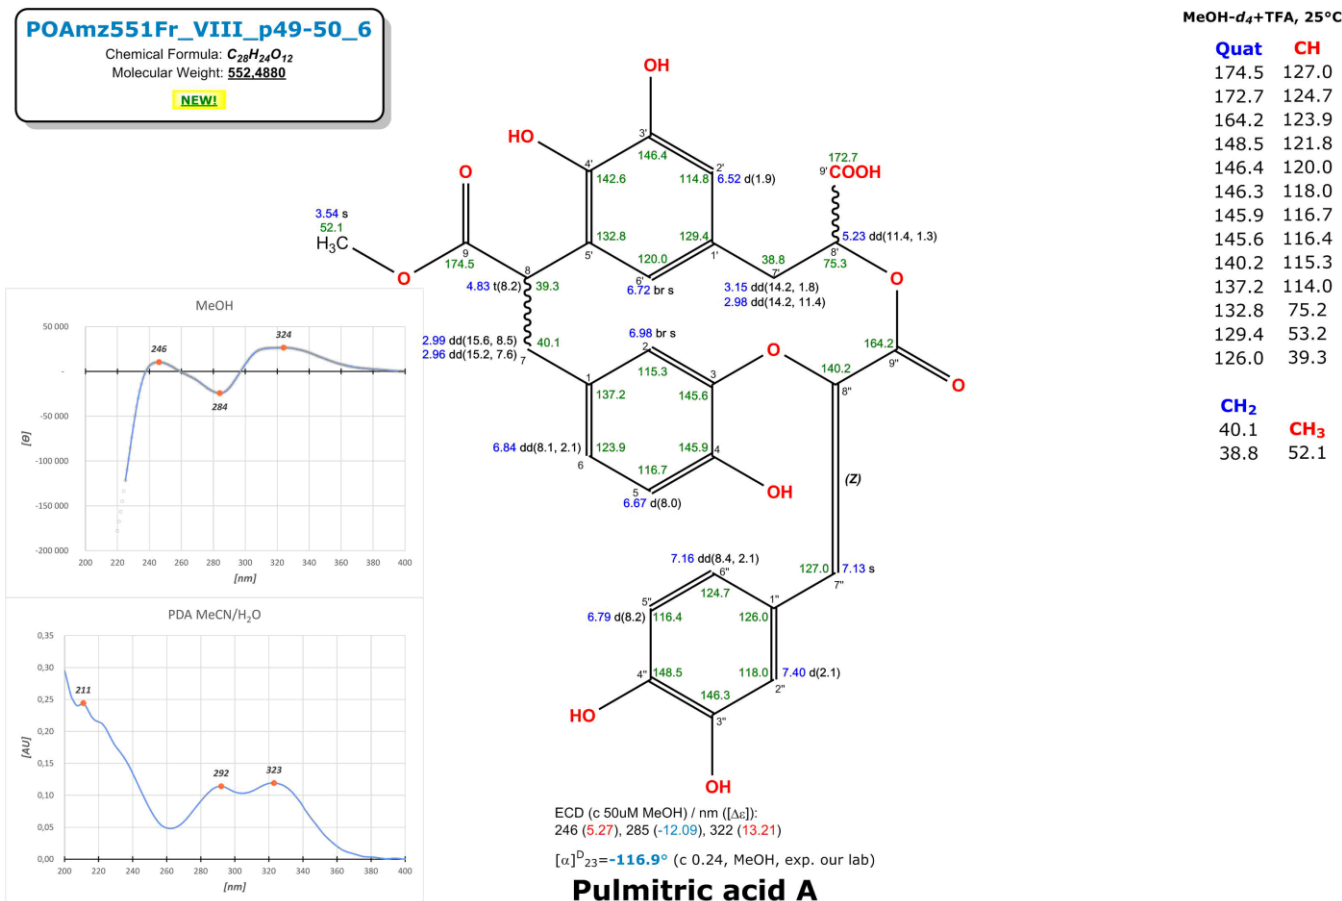 POAmz551Fr_VIII_p49-50_6
Chemical Formula: C28H24O12
Molecular Weight: 552,4880
NEW!
MeOH-d4+TFA, 25°C
Quat CH
174.5 127.0
172.7 124.7
164.2 123.9
148.5 121.8
146.4 120.0
146.3 118.0
145.9 116.7
145.6 116.4
140.2 115.3
137.2 114.0
132.8 75.2
129.4 53.2
126.0 39.3
CH2
40.1 CH3
38.8 52.1
OH
3'
HO 4' 146.4 2'
142.6 114.8 6.52 d(1.9)
172.7
9' COOH
O
3.54 s
52.1
H3C
O
9
174.5
8
4.83 t(8.2) 39.3
132.8
5'
120.0
6'
6.72 br s
129.4
1'
38.8
7'
3.15 dd(14.2, 1.8)
2.98 dd(14.2, 11.4)
5.23 dd(11.4, 1.3)
8'
75.3
O
2.99 dd(15.6, 8.5)
2.96 dd(15.2, 7.6)
40.1
7
6.98 br s
2
115.3
O
164.2
9"
O
140.2
8"
1
137.2
3
145.6
6.84 dd(8.1, 2.1)
123.9
6
145.9
4
116.7
5
6.67 d(8.0)
OH
(Z)
7.16 dd(8.4, 2.1)
6"
124.7
127.0
7.13 s
7"
1"
126.0
5"
6.79 d(8.2)
116.4
4"
148.5
118.0
7.40 d(2.1)
2"
146.3
3"
HO
OH
MeOH
50 000
-
-50 000
-100 000
-150 000
-200 000
[Θ]
246
324
284
200 220 240 260 280 300 320 340 360 380 400
[nm]
PDA MeCN/H2O
0,35
0,30
0,25
0,20
0,15
0,10
0,05
0,00
[AU]
211
292
323
200 220 240 260 280 300 320 340 360 380 400
[nm]
ECD (c 50uM MeOH) / nm ([Δε]):
246 (5.27), 285 (-12.09), 322 (13.21)
[α]D23=-116.9° (c 0.24, MeOH, exp. our lab)
Pulmitric acid A